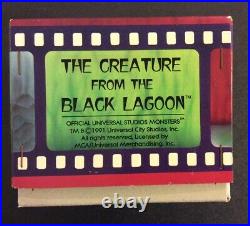 THE CREATURE
FROM THE
BLACK LAGOON™
OFFICIAL UNIVERSAL STUDIOS MONSTERS™
TM & ©1991 Universal City Studios, Inc.
All rights reserved, Licensed by
MCA/Universal Merchandising, Inc.